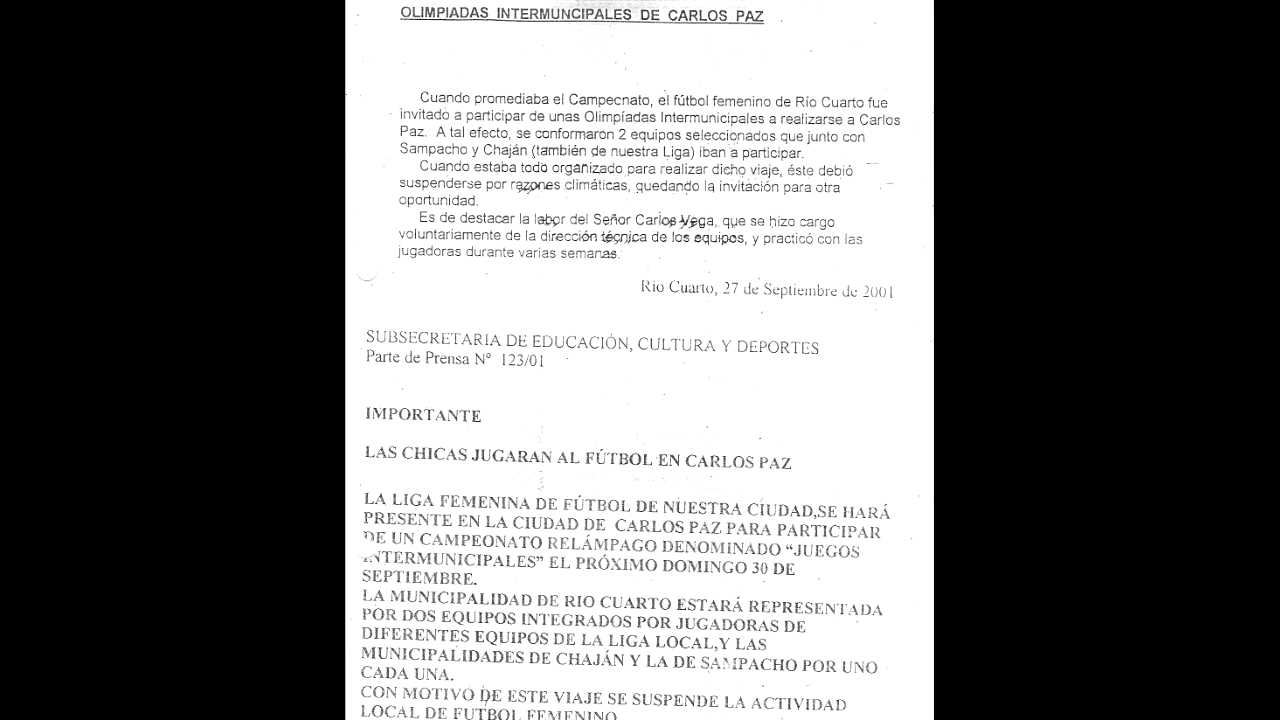 OLIMPIADAS INTERMUNCIPALES DE CARLOS PAZ
Cuando promediaba el Campecnato, el fútbol femenino de Río Cuarto fue
invitado a participar de unas Olimpíadas Intermunicipales a realizarse a Carlos
Paz. A tal efecto, se conformaron 2 equipos seleccionados que junto con
Sampacho y Chaján (también de nuestra Liga) iban a participar.
Cuando estaba todo organizado para realizar dicho viaje, éste debió
suspenderse por razones climáticas, quedando la invitación para otra
oportunidad.
Es de destacar la labor del Señor Carlos Vega, que se hizo cargo
voluntariamente de la dirección técnica de los equipos, y practicó con las
jugadoras durante varias semanas.
Río Cuarto, 27 de Septiembre de 2001
SUBSECRETARIA DE EDUCACIÓN, CULTURA Y DEPORTES
Parte de Prensa Nº 123/01
IMPORTANTE
LAS CHICAS JUGARAN AL FÚTBOL EN CARLOS PAZ
LA LIGA FEMENINA DE FÚTBOL DE NUESTRA CIUDAD,SE HARÁ
PRESENTE EN LA CIUDAD DE CARLOS PAZ PARA PARTICIPAR
DE UN CAMPEONATO RELÁMPAGO DENOMINADO “JUEGOS
INTERMUNICIPALES” EL PRÓXIMO DOMINGO 30 DE
SEPTIEMBRE.
LA MUNICIPALIDAD DE RIO CUARTO ESTARÁ REPRESENTADA
POR DOS EQUIPOS INTEGRADOS POR JUGADORAS DE
DIFERENTES EQUIPOS DE LA LIGA LOCAL,Y LAS
MUNICIPALIDADES DE CHAJÁN Y LA DE SAMPACHO POR UNO
CADA UNA.
CON MOTIVO DE ESTE VIAJE SE SUSPENDE LA ACTIVIDAD
LOCAL DE FUTBOL FEMENINO